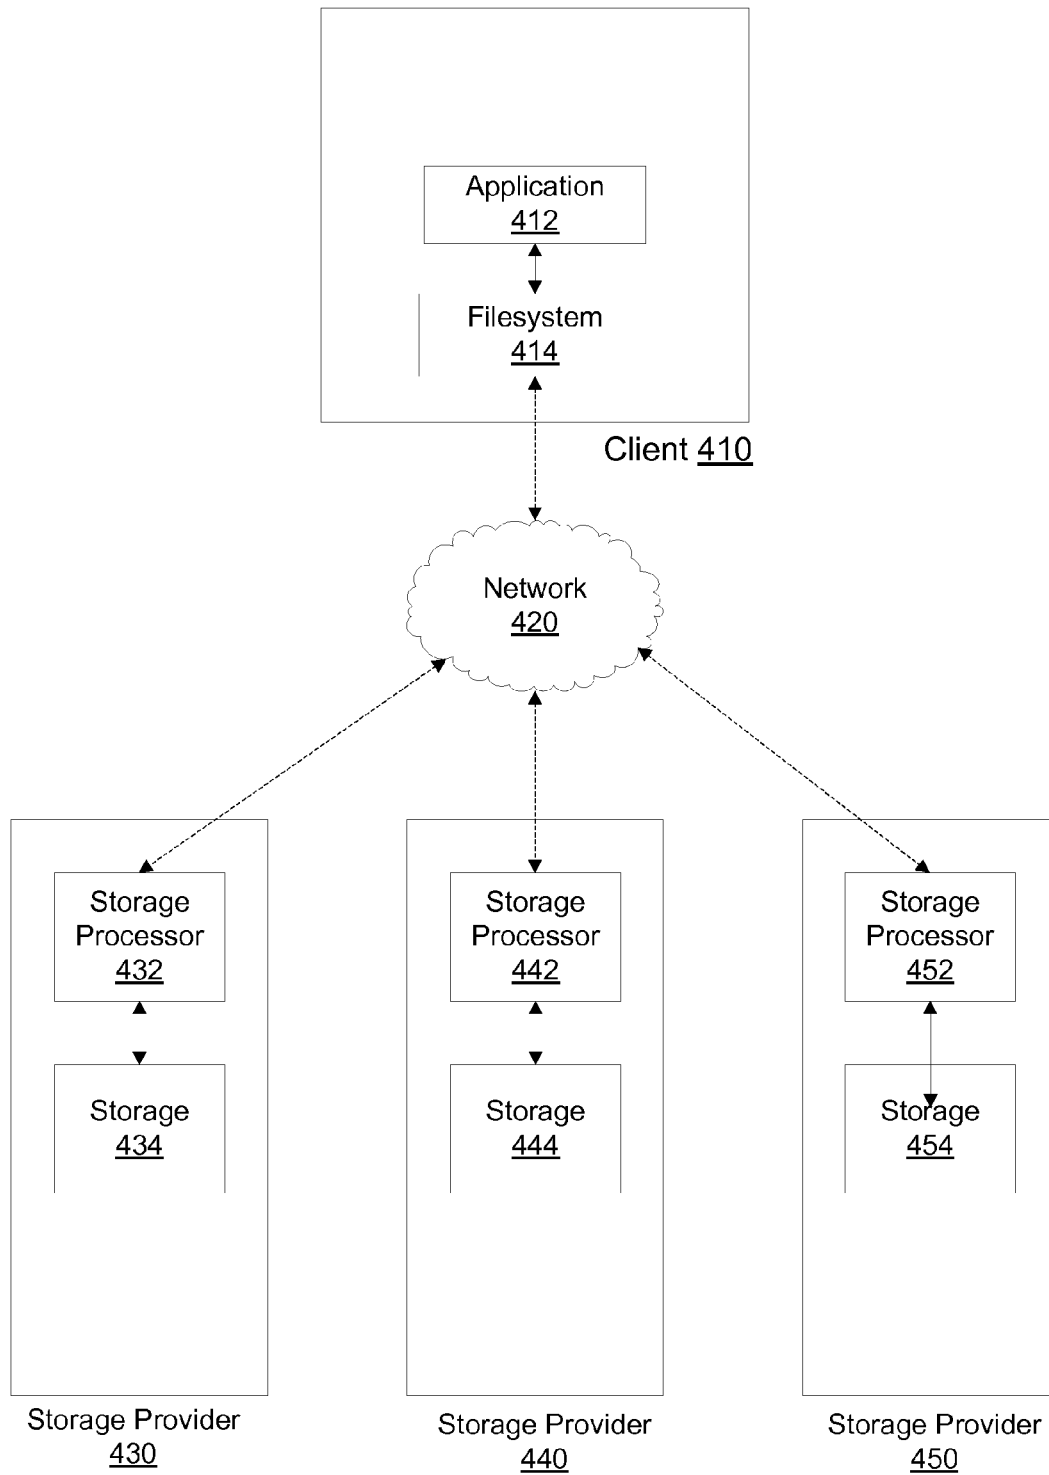 Application
412
Filesystem
414
Client 410
Network
420
Storage
Processor
432
Storage
Processor
442
Storage
Processor
452
Storage
434
Storage
444
Storage
454
Storage Provider
430
Storage Provider
440
Storage Provider
450